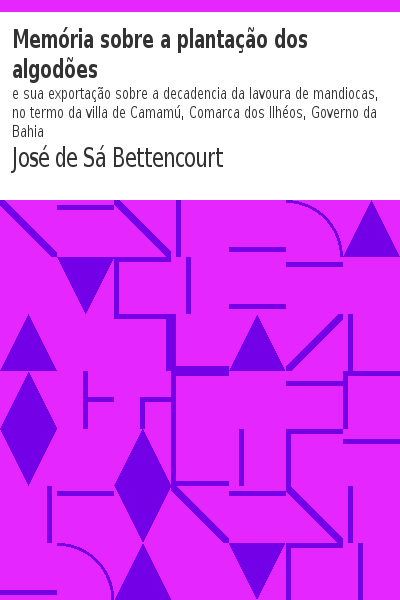 Memória sobre a plantação dos
algodões
e sua exportação sobre a decadencia da lavoura de mandiocas,
no termo da villa de Camamú, Comarca dos Ilhéos, Governo da
Bahia
José de Sá Bettencourt